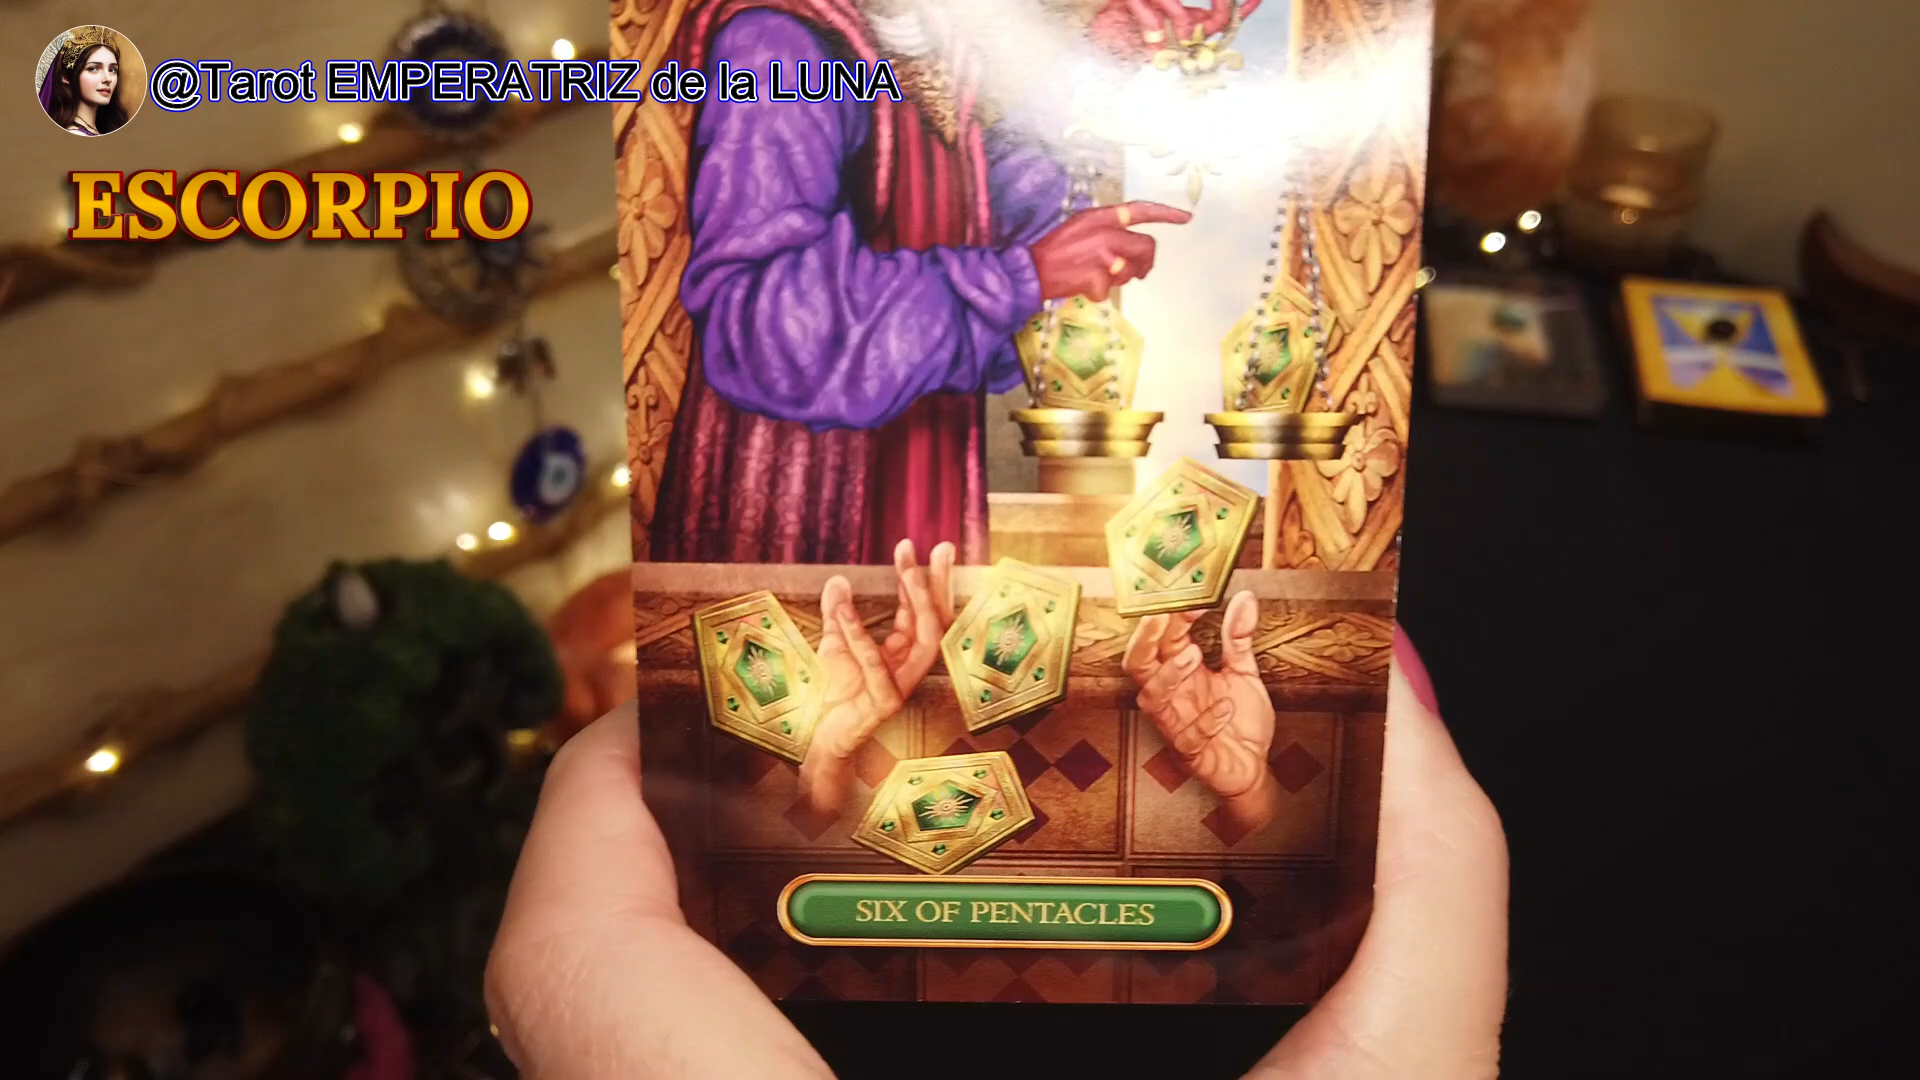 @Tarot EMPERATRIZ de la LUNA
ESCORPIO
SIX OF PENTACLES